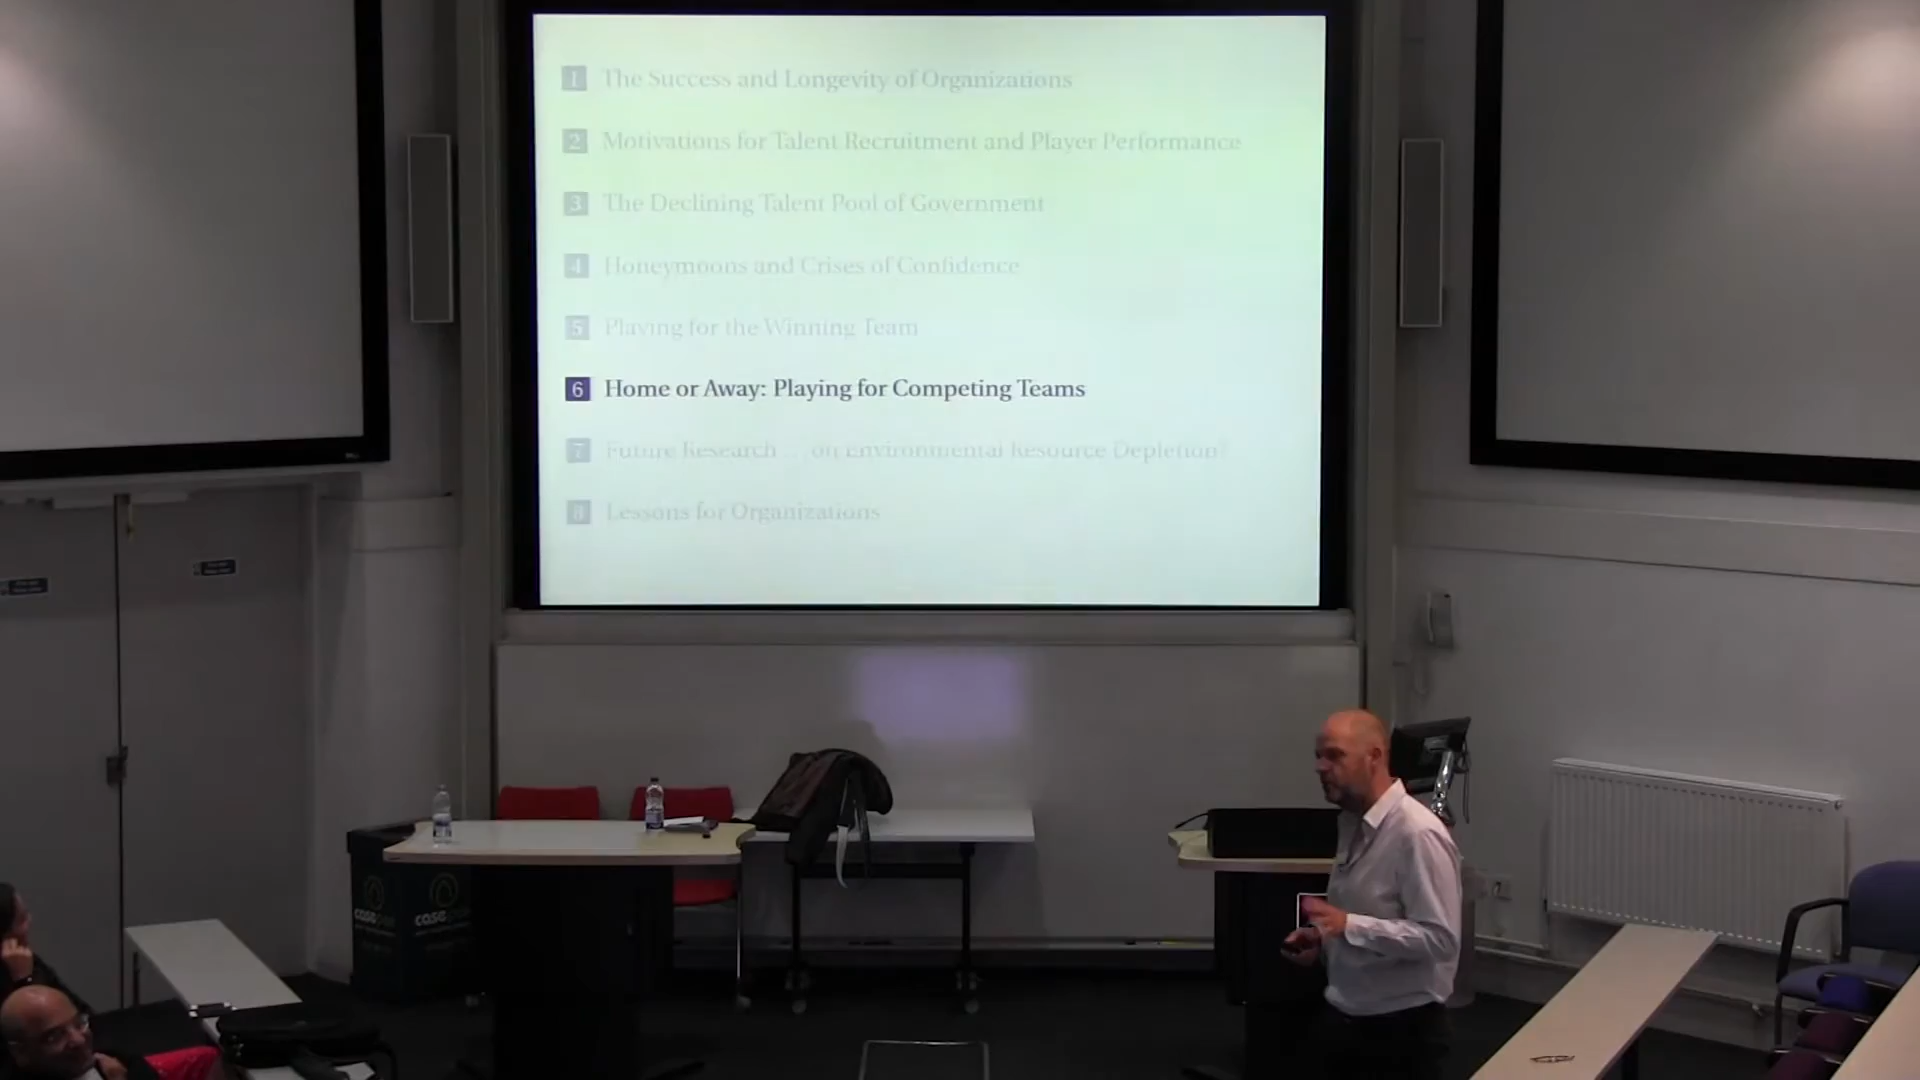 1 The Success and Longevity of Organizations
2 Motivations for Talent Recruitment and Player Performance
3 The Declining Talent Pool of Government
4 Honeymoons and Crises of Confidence
5 Playing for the Winning Team
6 Home or Away: Playing for Competing Teams
7 Future Research ... on Environmental Resource Depletion?
8 Lessons for Organizations